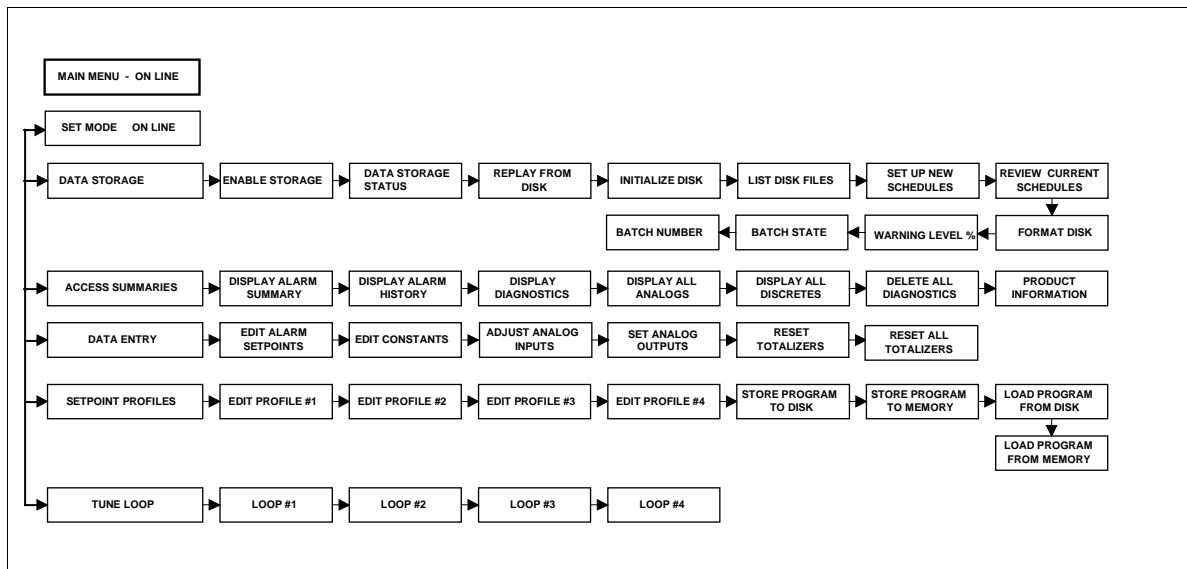 MAIN MENU - ON LINE
SET MODE ON LINE
DATA STORAGE
ENABLE STORAGE
DATA STORAGE
STATUS
REPLAY FROM
DISK
INITIALIZE DISK
LIST DISK FILES
SET UP NEW
SCHEDULES
REVIEW CURRENT
SCHEDULES
FORMAT DISK
WARNING LEVEL %
BATCH STATE
BATCH NUMBER
ACCESS SUMMARIES
DISPLAY ALARM
SUMMARY
DISPLAY ALARM
HISTORY
DISPLAY
DIAGNOSTICS
DISPLAY ALL
ANALOGS
DISPLAY ALL
DISCRETES
DELETE ALL
DIAGNOSTICS
PRODUCT
INFORMATION
DATA ENTRY
EDIT ALARM
SETPOINTS
EDIT CONSTANTS
ADJUST ANALOG
INPUTS
SET ANALOG
OUTPUTS
RESET
TOTALIZERS
RESET ALL
TOTALIZERS
SETPOINT PROFILES
EDIT PROFILE #1
EDIT PROFILE #2
EDIT PROFILE #3
EDIT PROFILE #4
STORE PROGRAM
TO DISK
STORE PROGRAM
TO MEMORY
LOAD PROGRAM
FROM DISK
LOAD PROGRAM
FROM MEMORY
TUNE LOOP
LOOP #1
LOOP #2
LOOP #3
LOOP #4